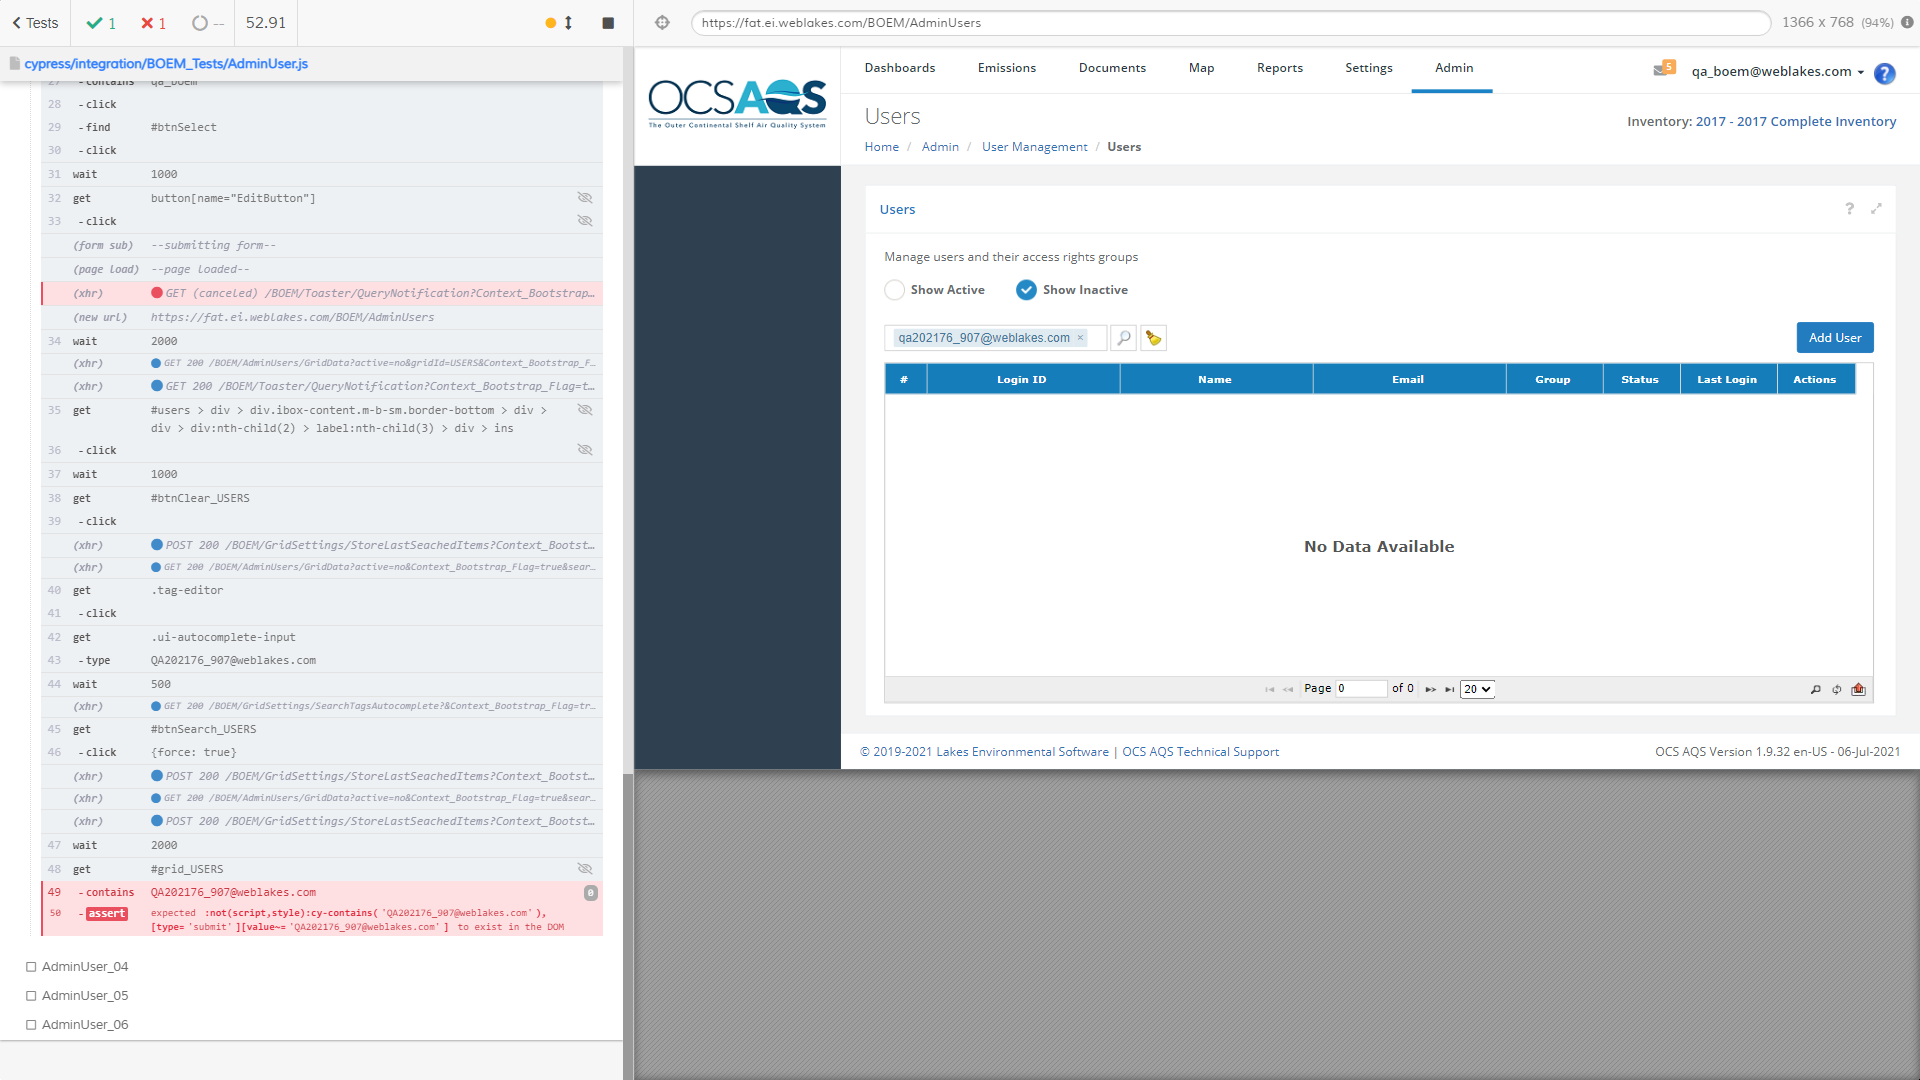 Tests
1
1
--
52.91
cypress/integration/BOEM_Tests/AdminUser.js
27 -contains qa_boem
28 -click
29 -find #btnSelect
30 -click
31 wait 1000
32 get button[name="EditButton"]
33 -click
(form sub) --submitting form--
(page load) --page loaded--
(xhr) GET (canceled) /BOEM/Toaster/QueryNotification?Context_Bootstrap…
(new url) https://fat.ei.weblakes.com/BOEM/AdminUsers
34 wait 2000
(xhr) GET 200 /BOEM/AdminUsers/GridData?active=no&gridId=USERS&Context_Bootstrap_F…
(xhr) GET 200 /BOEM/Toaster/QueryNotification?Context_Bootstrap_Flag=t…
35 get #users > div > div.ibox-content.m-b-sm.border-bottom > div >
div > div:nth-child(2) > label:nth-child(3) > div > ins
36 -click
37 wait 1000
38 get #btnClear_USERS
39 -click
(xhr) POST 200 /BOEM/GridSettings/StoreLastSeachedItems?Context_Bootst…
(xhr) GET 200 /BOEM/AdminUsers/GridData?active=no&Context_Bootstrap_Flag=true&sear…
40 get .tag-editor
41 -click
42 get .ui-autocomplete-input
43 -type QA202176_907@weblakes.com
44 wait 500
(xhr) GET 200 /BOEM/GridSettings/SearchTagsAutocomplete?&Context_Bootstrap_Flag=tr…
45 get #btnSearch_USERS
46 -click {force: true}
(xhr) POST 200 /BOEM/GridSettings/StoreLastSeachedItems?Context_Bootst…
(xhr) GET 200 /BOEM/AdminUsers/GridData?active=no&Context_Bootstrap_Flag=true&sear…
(xhr) POST 200 /BOEM/GridSettings/StoreLastSeachedItems?Context_Bootst…
47 wait 2000
48 get #grid_USERS
49 -contains QA202176_907@weblakes.com 0
50 -assert expected :not(script,style):cy-contains('QA202176_907@weblakes.com'),
[type='submit'][value~='QA202176_907@weblakes.com'] to exist in the DOM
AdminUser_04
AdminUser_05
AdminUser_06
https://fat.ei.weblakes.com/BOEM/AdminUsers
1366 x 768 (94%)
OCSAQS
The Outer Continental Shelf Air Quality System
Dashboards Emissions Documents Map Reports Settings Admin
5
qa_boem@weblakes.com
?
Users
Inventory: 2017 - 2017 Complete Inventory
Home / Admin / User Management / Users
Users
?
Manage users and their access rights groups
Show Active Show Inactive
qa202176_907@weblakes.com ×
Add User
# Login ID Name Email Group Status Last Login Actions
No Data Available
Page 0 of 0 20
© 2019-2021 Lakes Environmental Software | OCS AQS Technical Support
OCS AQS Version 1.9.32 en-US - 06-Jul-2021